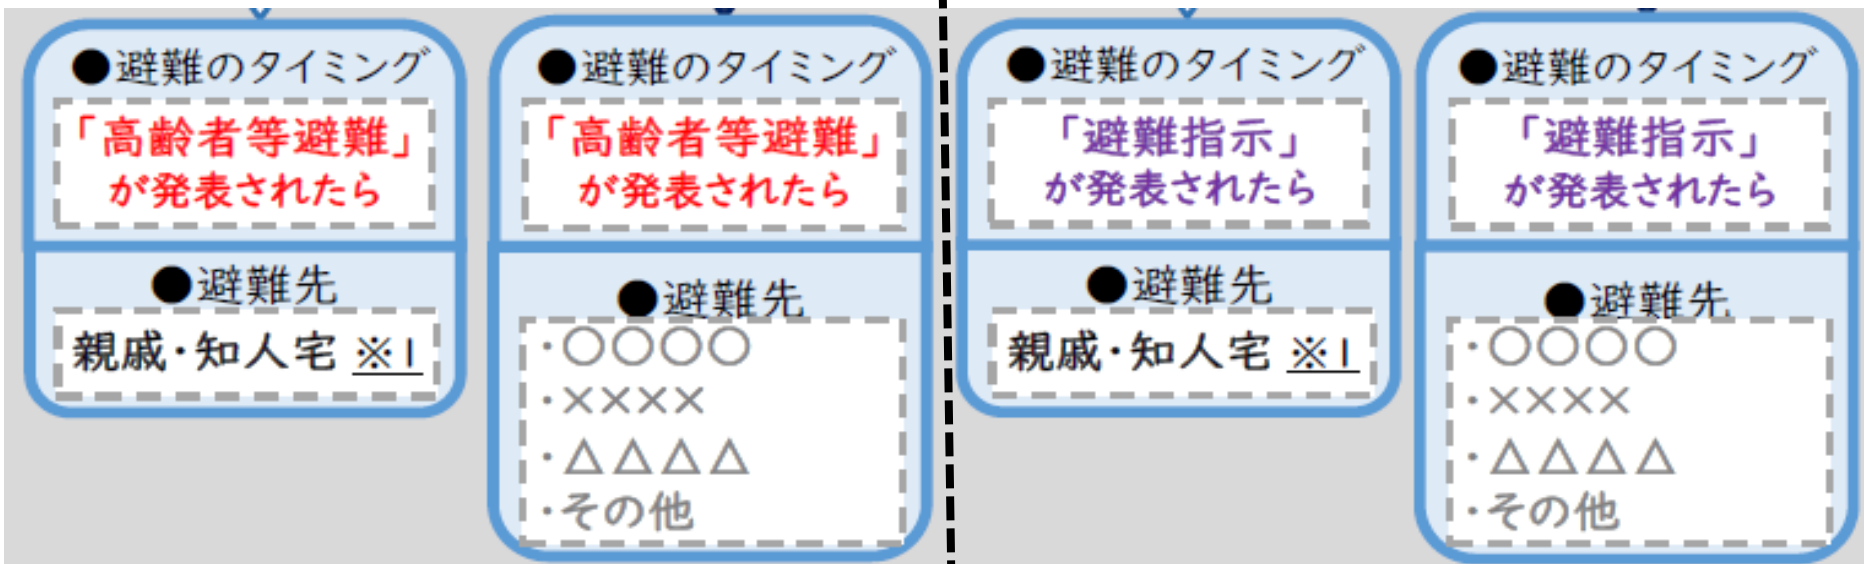 ●避難のタイミング
「高齢者等避難」
が発表されたら
●避難先
親戚・知人宅 ※1
●避難のタイミング
「高齢者等避難」
が発表されたら
●避難先
・○○○○
・××××
・△△△△
・その他
●避難のタイミング
「避難指示」
が発表されたら
●避難先
親戚・知人宅 ※1
●避難のタイミング
「避難指示」
が発表されたら
●避難先
・○○○○
・××××
・△△△△
・その他